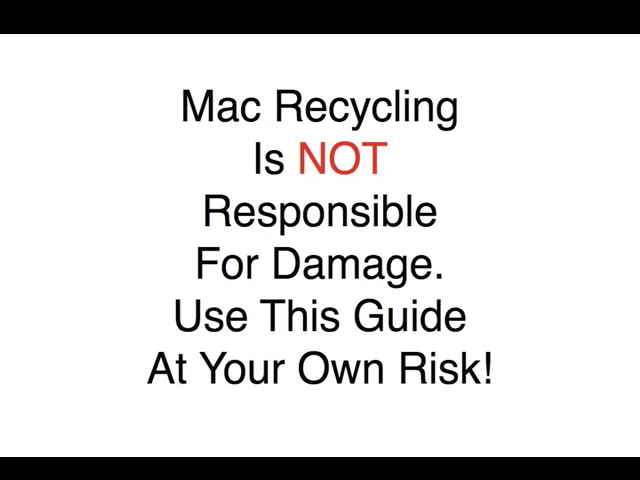 Mac Recycling
Is NOT
Responsible
For Damage.
Use This Guide
At Your Own Risk!